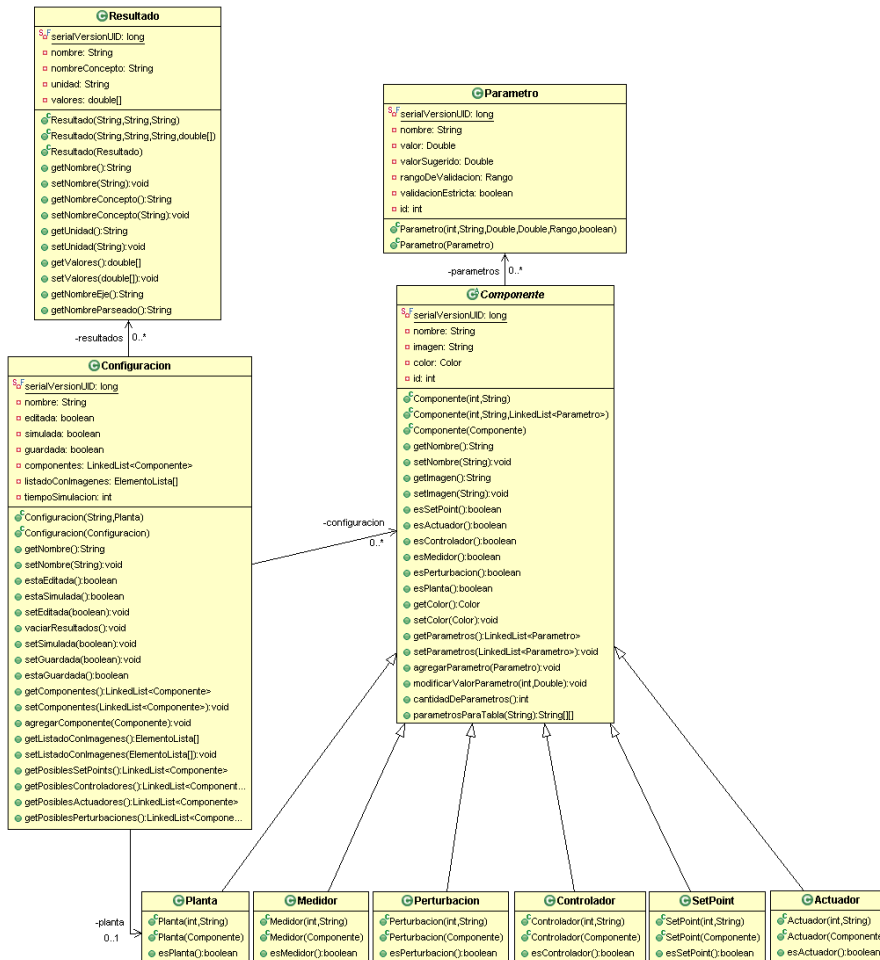 Resultado
serialVersionUID: long
nombre: String
nombreConcepto: String
unidad: String
valores: double[]
Resultado(String,String,String)
Resultado(String,String,String,double[])
Resultado(Resultado)
getNombre():String
setNombre(String):void
getNombreConcepto():String
setNombreConcepto(String):void
getUnidad():String
setUnidad(String):void
getValores():double[]
setValores(double[]):void
getNombreEje():String
getNombreParseado():String
-resultados
0..*
Parametro
serialVersionUID: long
nombre: String
valor: Double
valorSugerido: Double
rangoDeValidacion: Rango
validacionEstricta: boolean
id: int
Parametro(int,String,Double,Double,Rango,boolean)
Parametro(Parametro)
-parametros
0..*
Configuracion
serialVersionUID: long
nombre: String
editada: boolean
simulada: boolean
guardada: boolean
componentes: LinkedList<Componente>
listadoConImagenes: ElementoLista[]
tiempoSimulacion: int
Configuracion(String,Planta)
Configuracion(Configuracion)
getNombre():String
setNombre(String):void
estaEditada():boolean
estaSimulada():boolean
setEditada(boolean):void
vaciarResultados():void
setSimulada(boolean):void
setGuardada(boolean):void
estaGuardada():boolean
getComponentes():LinkedList<Componente>
setComponentes(LinkedList<Componente>):void
agregarComponente(Componente):void
getListadoConImagenes():ElementoLista[]
setListadoConImagenes(ElementoLista[]):void
getPosiblesSetPoints():LinkedList<Componente>
getPosiblesControladores():LinkedList<Component...
getPosiblesActuadores():LinkedList<Componente>
getPosiblesPerturbaciones():LinkedList<Compone...
-configuracion
0..*
Componente
serialVersionUID: long
nombre: String
imagen: String
color: Color
id: int
Componente(int,String)
Componente(int,String,LinkedList<Parametro>)
Componente(Componente)
getNombre():String
setNombre(String):void
getImagen():String
setImagen(String):void
esSetPoint():boolean
esActuador():boolean
esControlador():boolean
esMedidor():boolean
esPerturbacion():boolean
esPlanta():boolean
getColor():Color
setColor(Color):void
getParametros():LinkedList<Parametro>
setParametros(LinkedList<Parametro>):void
agregarParametro(Parametro):void
modificarValorParametro(int,Double):void
cantidadDeParametros():int
parametrosParaTabla(String):String[][]
-planta
0..1
Planta
Planta(int,String)
Planta(Componente)
esPlanta():boolean
Medidor
Medidor(int,String)
Medidor(Componente)
esMedidor():boolean
Perturbacion
Perturbacion(int,String)
Perturbacion(Componente)
esPerturbacion():boolean
Controlador
Controlador(int,String)
Controlador(Componente)
esControlador():boolean
SetPoint
SetPoint(int,String)
SetPoint(Componente)
esSetPoint():boolean
Actuador
Actuador(int,String)
Actuador(Componente
esActuador():boolean